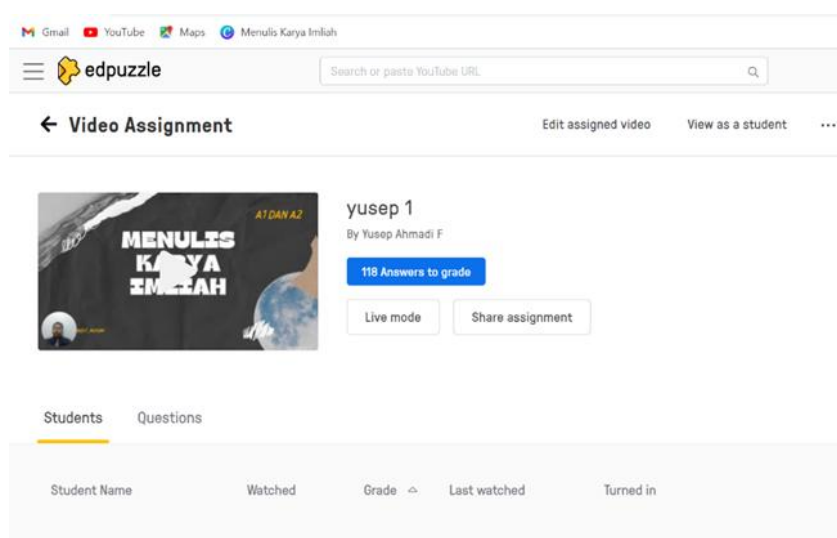 Gmail YouTube Maps Menulis Karya Imliah
edpuzzle Search or paste YouTube URL
Video Assignment Edit assigned video View as a student ...
A1 DAN A2
MENULIS
KARYA
IMLIAH
yusep 1
By Yusep Ahmadi F
118 Answers to grade
Live mode Share assignment
Students Questions
Student Name Watched Grade Last watched Turned in